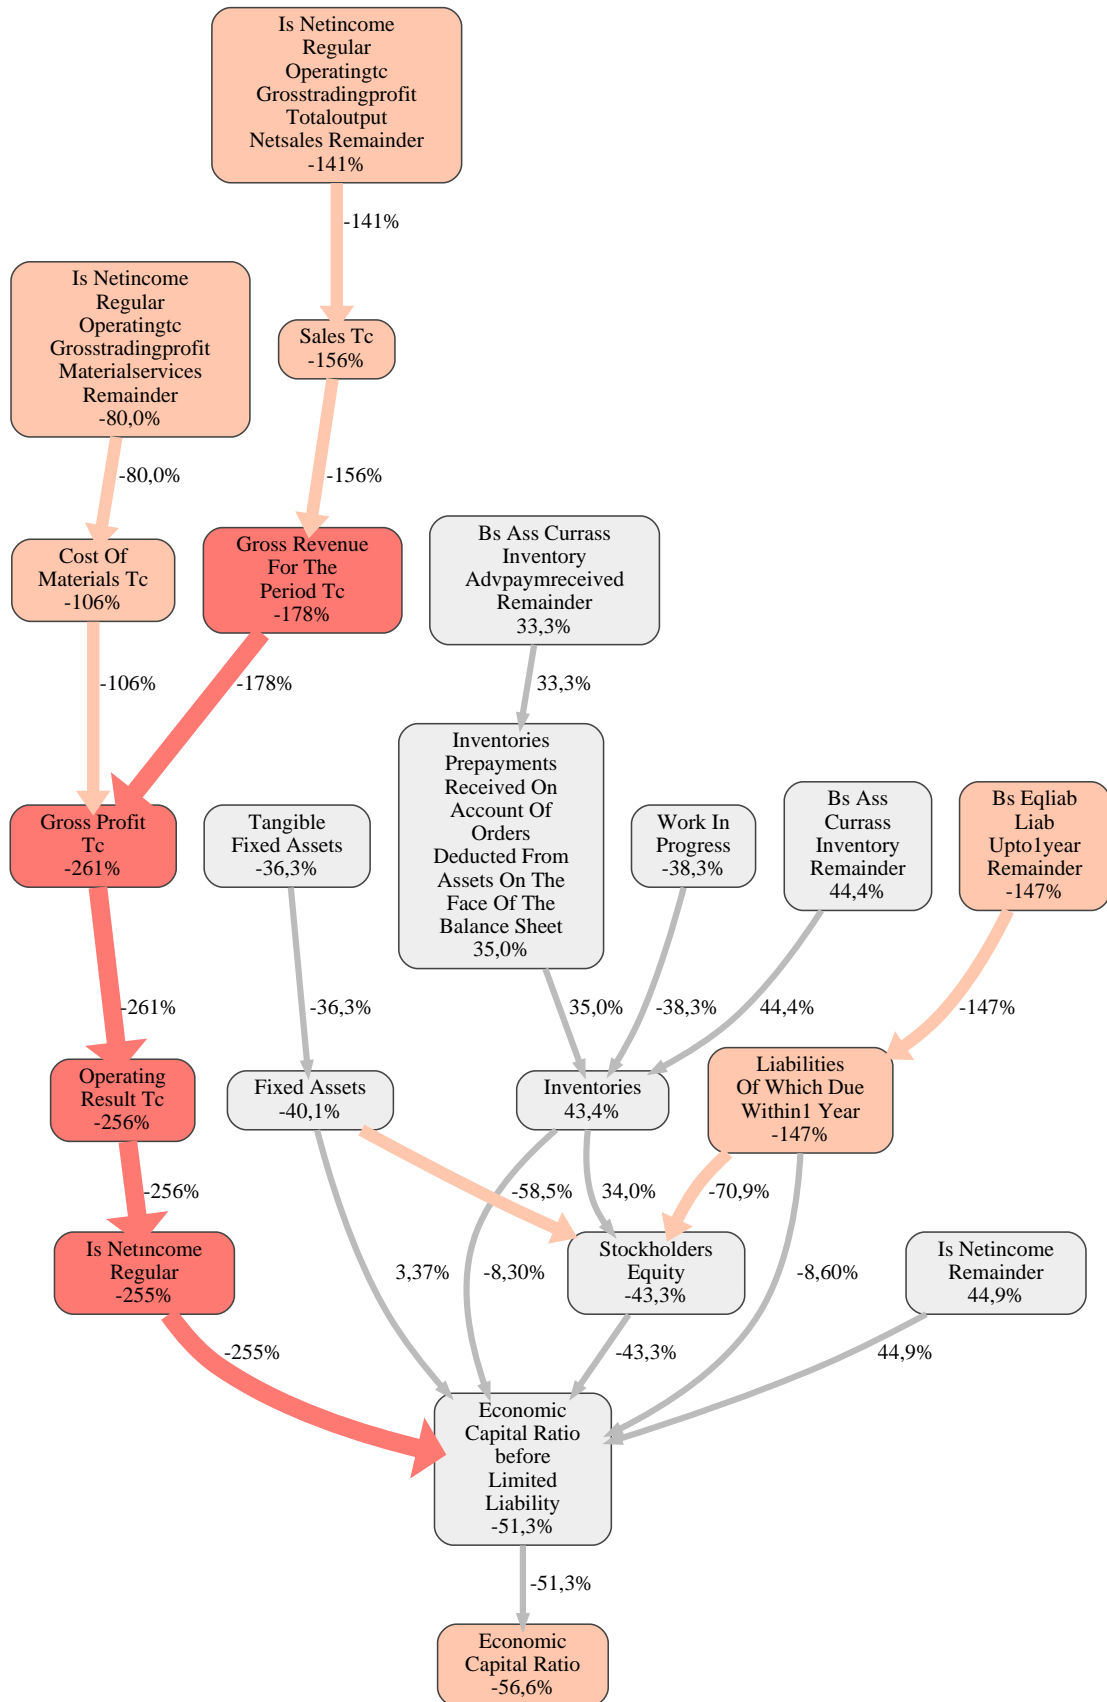 Is Netincome
Regular
Operatingtc
Grosstradingprofit
Totaloutput
Netsales Remainder
-141%
-141%
Is Netincome
Regular
Operatingtc
Grosstradingprofit
Materialservices
Remainder
-80,0%
Sales Tc
-156%
-80,0%
-156%
Cost Of
Materials Tc
-106%
Gross Revenue
For The
Period Tc
-178%
Bs Ass Currass
Inventory
Advpaymreceived
Remainder
33,3%
-106%
-178%
33,3%
Inventories
Prepayments
Received On
Account Of
Orders
Deducted From
Assets On The
Face Of The
Balance Sheet
35,0%
Gross Profit
Tc
-261%
Tangible
Fixed Assets
-36,3%
Work In
Progress
-38,3%
Bs Ass
Currass
Inventory
Remainder
44,4%
Bs Eqliab
Liab
Upto1year
Remainder
-147%
-261%
-36,3%
35,0%
-38,3%
44,4%
-147%
Operating
Result Tc
-256%
Fixed Assets
-40,1%
Inventories
43,4%
Liabilities
Of Which Due
Within1 Year
-147%
-256%
-58,5%
34,0%
-70,9%
Is Netincome
Regular
-255%
3,37%
-8,30%
Stockholders
Equity
-43,3%
-8,60%
Is Netincome
Remainder
44,9%
-255%
-43,3%
44,9%
Economic
Capital Ratio
before
Limited
Liability
-51,3%
-51,3%
Economic
Capital Ratio
-56,6%